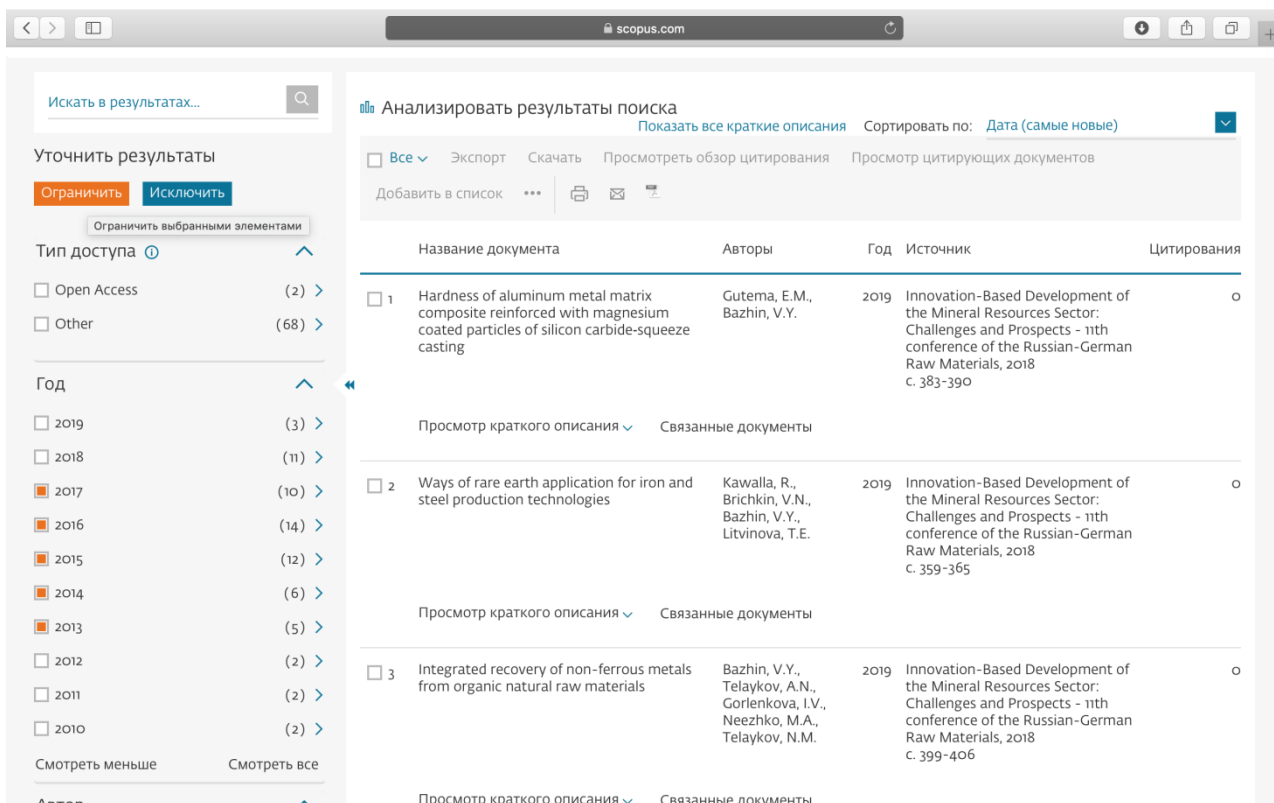 scopus.com
Искать в результатах...
Уточнить результаты
Ограничить Исключить
Ограничить выбранными элементами
Тип доступа
Open Access (2)
Other (68)
Год
2019 (3)
2018 (11)
2017 (10)
2016 (14)
2015 (12)
2014 (6)
2013 (5)
2012 (2)
2011 (2)
2010 (2)
Смотреть меньше Смотреть все
Автор
Анализировать результаты поиска
Показать все краткие описания Сортировать по: Дата (самые новые)
Все Экспорт Скачать Просмотреть обзор цитирования Просмотр цитирующих документов
Добавить в список •••
Название документа Авторы Год Источник Цитирования
1 Hardness of aluminum metal matrix Gutema, E.M., 2019 Innovation-Based Development of 0
composite reinforced with magnesium Bazhin, V.Y. the Mineral Resources Sector:
coated particles of silicon carbide-squeeze Challenges and Prospects - 11th
casting conference of the Russian-German
Raw Materials, 2018
с. 383-390
Просмотр краткого описания Связанные документы
2 Ways of rare earth application for iron and Kawalla, R., 2019 Innovation-Based Development of 0
steel production technologies Brichkin, V.N., the Mineral Resources Sector:
Bazhin, V.Y., Challenges and Prospects - 11th
Litvinova, T.E. conference of the Russian-German
Raw Materials, 2018
с. 359-365
Просмотр краткого описания Связанные документы
3 Integrated recovery of non-ferrous metals Bazhin, V.Y., 2019 Innovation-Based Development of 0
from organic natural raw materials Telaykov, A.N., the Mineral Resources Sector:
Gorlenkova, I.V., Challenges and Prospects - 11th
Neezhko, M.A., conference of the Russian-German
Telaykov, N.M. Raw Materials, 2018
с. 399-406
Просмотр краткого описания Связанные документы